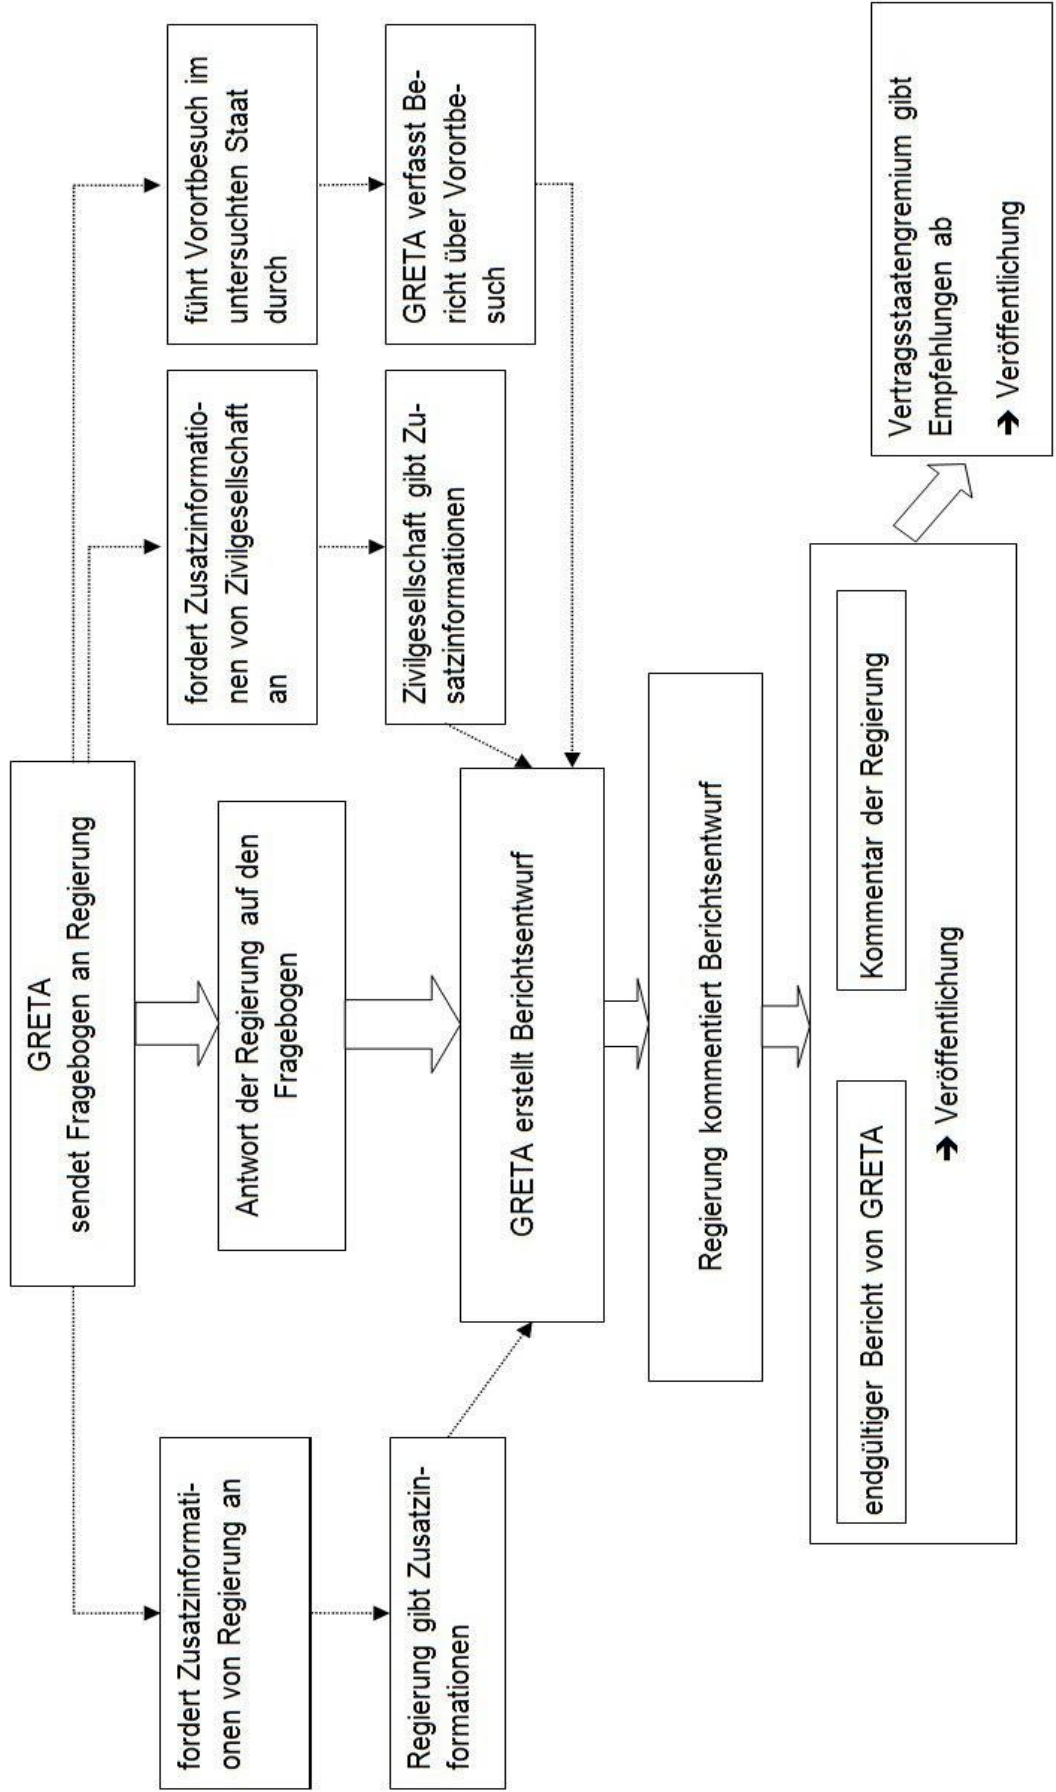 GRETA
sendet Fragebogen an Regierung
fordert Zusatzinformati-
onen von Regierung an
Antwort der Regierung auf den
Fragebogen
fordert Zusatzinformatio-
nen von Zivilgesellschaft
an
führt Vorortbesuch im
untersuchten Staat
durch
Regierung gibt Zusatzin-
formationen
Zivilgesellschaft gibt Zu-
satzinformationen
GRETA verfasst Be-
richt über Vorortbe-
such
GRETA erstellt Berichtsentwurf
Regierung kommentiert Berichtsentwurf
endgültiger Bericht von GRETA
Kommentar der Regierung
➔ Veröffentlichung
Vertragsstaatengremium gibt
Empfehlungen ab
➔ Veröffentlichung